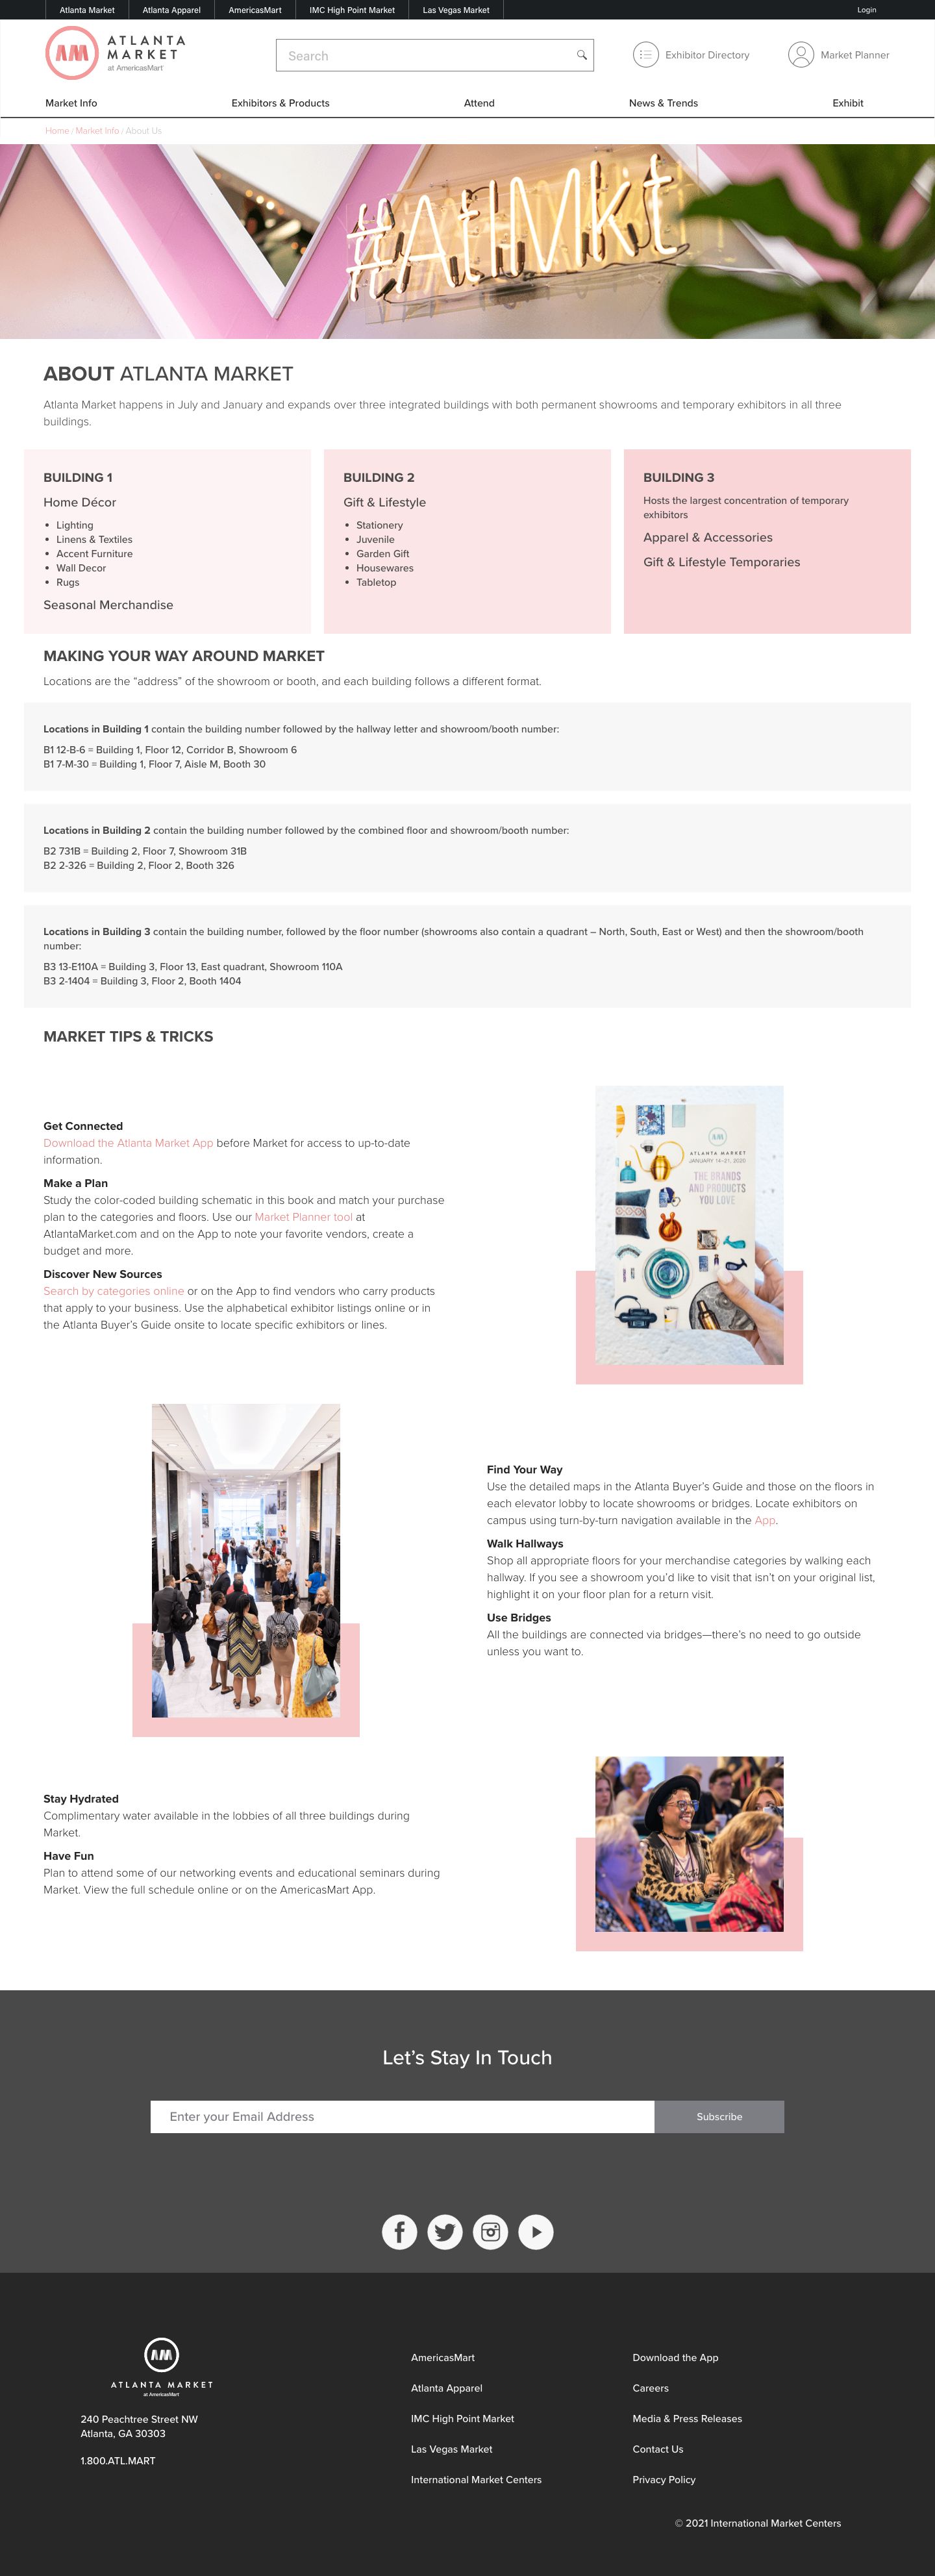 Atlanta Market
Atlanta Apparel
AmericasMart
IMC High Point Market
Las Vegas Market
Login
AM
ATLANTA
MARKET
at AmericasMart
Search
Exhibitor Directory
Market Planner
Market Info
Exhibitors & Products
Attend
News & Trends
Exhibit
Home / Market Info / About Us
#AtlMkt
ABOUT ATLANTA MARKET
Atlanta Market happens in July and January and expands over three integrated buildings with both permanent showrooms and temporary exhibitors in all three
buildings.
BUILDING 1
Home Décor
• Lighting
• Linens & Textiles
• Accent Furniture
• Wall Decor
• Rugs
Seasonal Merchandise
BUILDING 2
Gift & Lifestyle
• Stationery
• Juvenile
• Garden Gift
• Housewares
• Tabletop
BUILDING 3
Hosts the largest concentration of temporary
exhibitors
Apparel & Accessories
Gift & Lifestyle Temporaries
MAKING YOUR WAY AROUND MARKET
Locations are the “address” of the showroom or booth, and each building follows a different format.
Locations in Building 1 contain the building number followed by the hallway letter and showroom/booth number:
B1 12-B-6 = Building 1, Floor 12, Corridor B, Showroom 6
B1 7-M-30 = Building 1, Floor 7, Aisle M, Booth 30
Locations in Building 2 contain the building number followed by the combined floor and showroom/booth number:
B2 731B = Building 2, Floor 7, Showroom 31B
B2 2-326 = Building 2, Floor 2, Booth 326
Locations in Building 3 contain the building number, followed by the floor number (showrooms also contain a quadrant – North, South, East or West) and then the showroom/booth
number:
B3 13-E110A = Building 3, Floor 13, East quadrant, Showroom 110A
B3 2-1404 = Building 3, Floor 2, Booth 1404
MARKET TIPS & TRICKS
Get Connected
Download the Atlanta Market App before Market for access to up-to-date
information.
Make a Plan
Study the color-coded building schematic in this book and match your purchase
plan to the categories and floors. Use our Market Planner tool at
AtlantaMarket.com and on the App to note your favorite vendors, create a
budget and more.
Discover New Sources
Search by categories online or on the App to find vendors who carry products
that apply to your business. Use the alphabetical exhibitor listings online or in
the Atlanta Buyer’s Guide onsite to locate specific exhibitors or lines.
AM
ATLANTA MARKET
JANUARY 14–21, 2020
THE BRANDS
AND PRODUCTS
YOU LOVE
Find Your Way
Use the detailed maps in the Atlanta Buyer’s Guide and those on the floors in
each elevator lobby to locate showrooms or bridges. Locate exhibitors on
campus using turn-by-turn navigation available in the App.
Walk Hallways
Shop all appropriate floors for your merchandise categories by walking each
hallway. If you see a showroom you’d like to visit that isn’t on your original list,
highlight it on your floor plan for a return visit.
Use Bridges
All the buildings are connected via bridges—there’s no need to go outside
unless you want to.
Stay Hydrated
Complimentary water available in the lobbies of all three buildings during
Market.
Have Fun
Plan to attend some of our networking events and educational seminars during
Market. View the full schedule online or on the AmericasMart App.
Let’s Stay In Touch
Enter your Email Address
Subscribe
AM
ATLANTA MARKET
at AmericasMart
240 Peachtree Street NW
Atlanta, GA 30303
1.800.ATL.MART
AmericasMart
Atlanta Apparel
IMC High Point Market
Las Vegas Market
International Market Centers
Download the App
Careers
Media & Press Releases
Contact Us
Privacy Policy
© 2021 International Market Centers